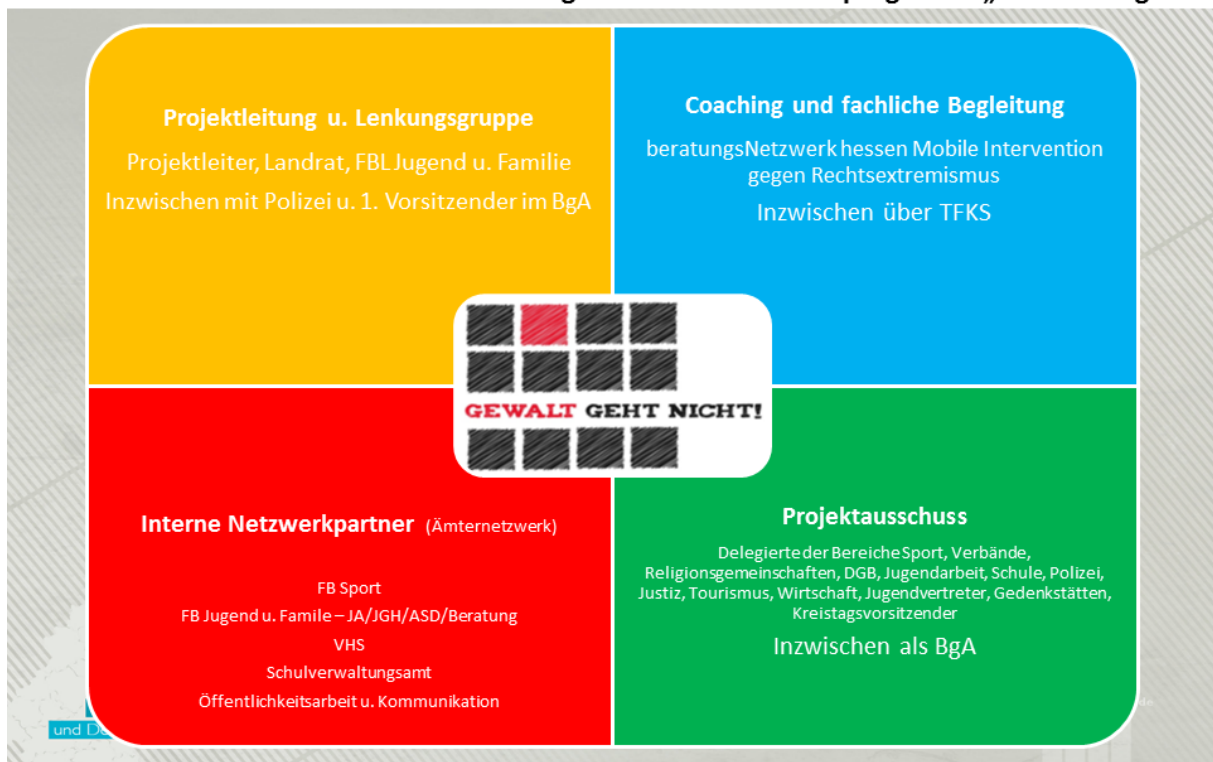 Projektleitung u. Lenkungsgruppe
Projektleiter, Landrat, FBL Jugend u. Familie
Inzwischen mit Polizei u. 1. Vorsitzender im BgA
Coaching und fachliche Begleitung
beratungsNetzwerk hessen Mobile Intervention
gegen Rechtsextremismus
Inzwischen über TFKS
GEWALT GEHT NICHT!
Interne Netzwerkpartner (Ämternetzwerk)
FB Sport
FB Jugend u. Famile – JA/JGH/ASD/Beratung
VHS
Schulverwaltungsamt
Öffentlichkeitsarbeit u. Kommunikation
Projektausschuss
Delegierte der Bereiche Sport, Verbände,
Religionsgemeinschaften, DGB, Jugendarbeit, Schule, Polizei,
Justiz, Tourismus, Wirtschaft, Jugendvertreter, Gedenkstätten,
Kreistagsvorsitzender
Inzwischen als BgA
und